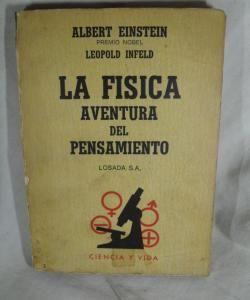 ALBERT EINSTEIN
PREMIO NOBEL
LEOPOLD INFELD
LA FISICA
AVENTURA
DEL
PENSAMIENTO
LOSADA S.A.
CIENCIA Y VIDA